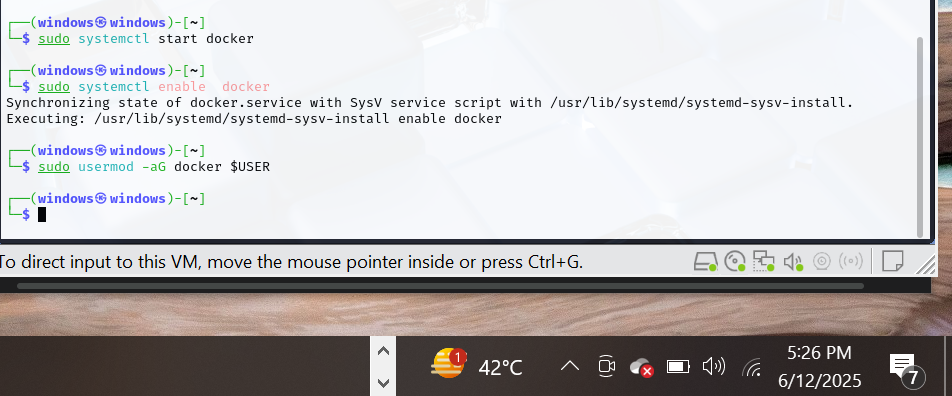 ┌──(windows㉿windows)-[~]
└─$ sudo systemctl start docker
┌──(windows㉿windows)-[~]
└─$ sudo systemctl enable  docker
Synchronizing state of docker.service with SysV service script with /usr/lib/systemd/systemd-sysv-install.
Executing: /usr/lib/systemd/systemd-sysv-install enable docker
┌──(windows㉿windows)-[~]
└─$ sudo usermod -aG docker $USER
┌──(windows㉿windows)-[~]
└─$
To direct input to this VM, move the mouse pointer inside or press Ctrl+G.
1
42°C
5:26 PM
6/12/2025
7